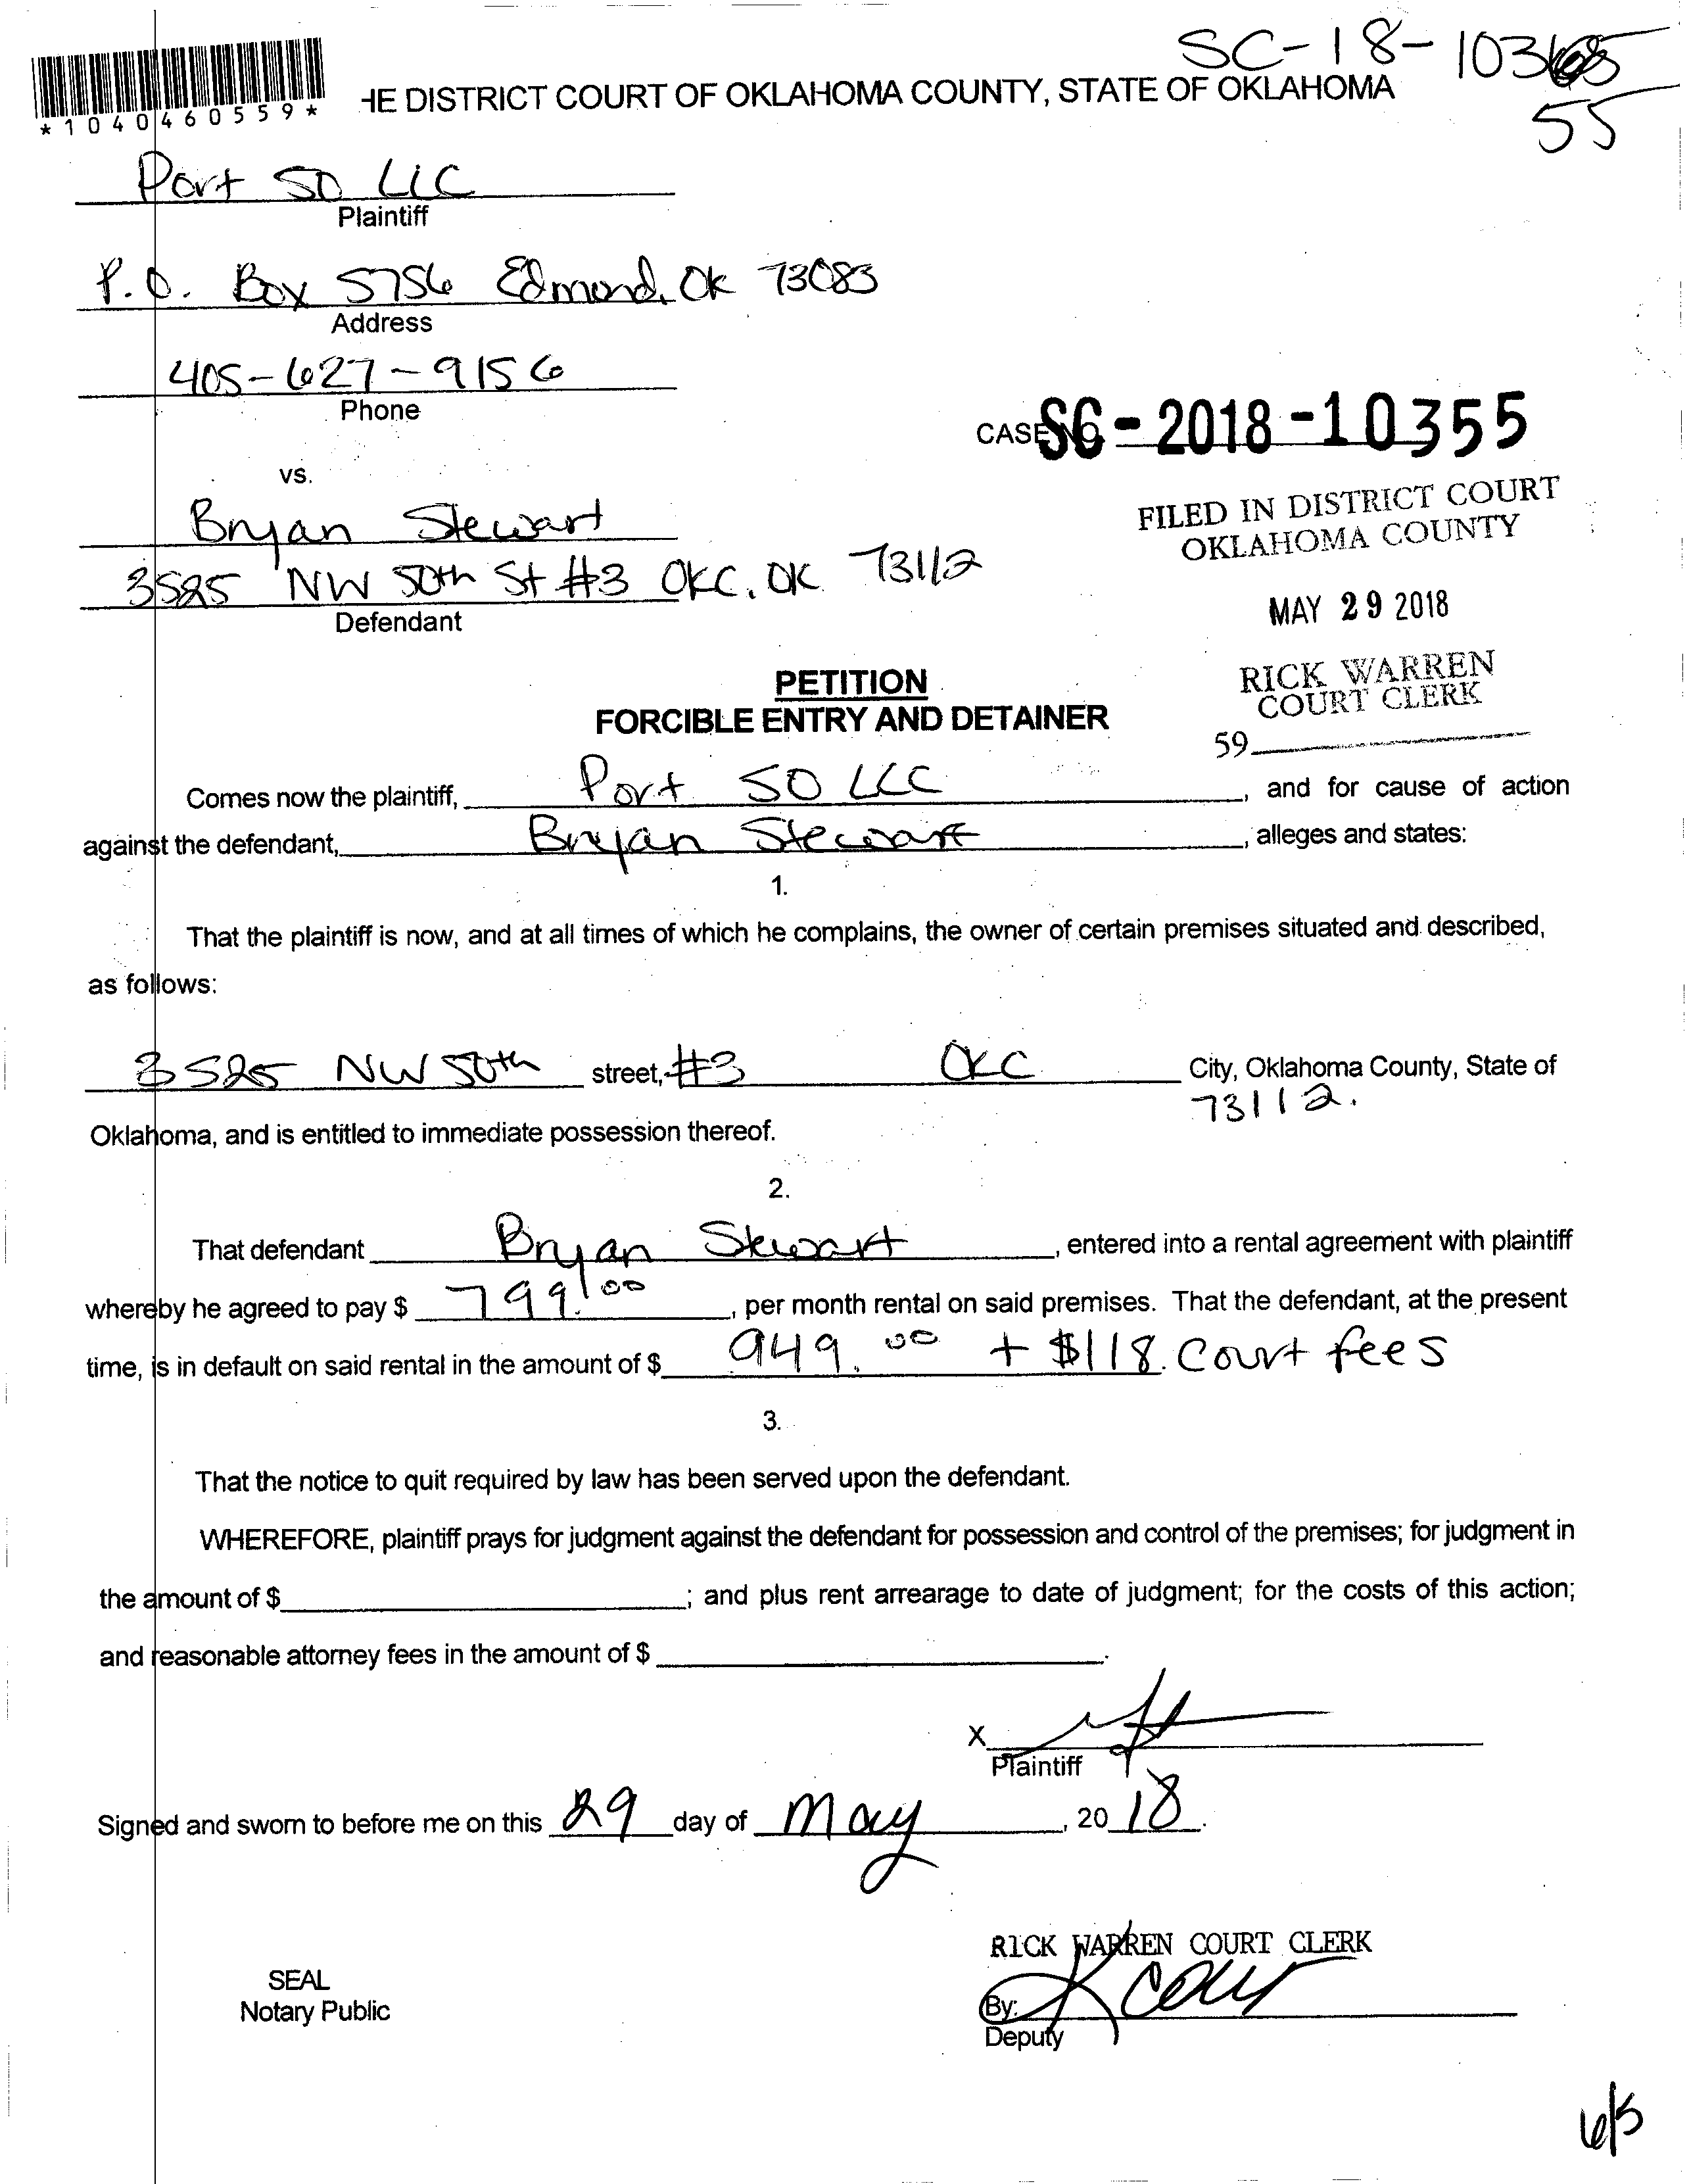 SC-18-103
55
*1040460559*
HE DISTRICT COURT OF OKLAHOMA COUNTY, STATE OF OKLAHOMA
Port 50 LLC
Plaintiff
P.O. Box 5756 Edmond, OK 73083
Address
405-627-9156
Phone
CASE NO. SC-2018-10355
vs.
FILED IN DISTRICT COURT
OKLAHOMA COUNTY
Bryan Stewart
3525 NW 50th St #3 OKC, OK 73112
Defendant
MAY 29 2018
RICK WARREN
COURT CLERK
59
PETITION
FORCIBLE ENTRY AND DETAINER
Comes now the plaintiff, Port 50 LLC, and for cause of action
against the defendant, Bryan Stewart, alleges and states:
1.
That the plaintiff is now, and at all times of which he complains, the owner of certain premises situated and described,
as follows:
3525 NW 50th street, #3 OKC City, Oklahoma County, State of
73112.
Oklahoma, and is entitled to immediate possession thereof.
2.
That defendant Bryan Stewart, entered into a rental agreement with plaintiff
whereby he agreed to pay $ 799.00, per month rental on said premises. That the defendant, at the present
time, is in default on said rental in the amount of $ 949.00 + $118. court fees
3.
That the notice to quit required by law has been served upon the defendant.
WHEREFORE, plaintiff prays for judgment against the defendant for possession and control of the premises; for judgment in
the amount of $ ; and plus rent arrearage to date of judgment; for the costs of this action;
and reasonable attorney fees in the amount of $ .
X
Plaintiff
Signed and sworn to before me on this 29 day of May, 2018.
RICK WARREN COURT CLERK
SEAL
Notary Public
By:
Deputy
6/5